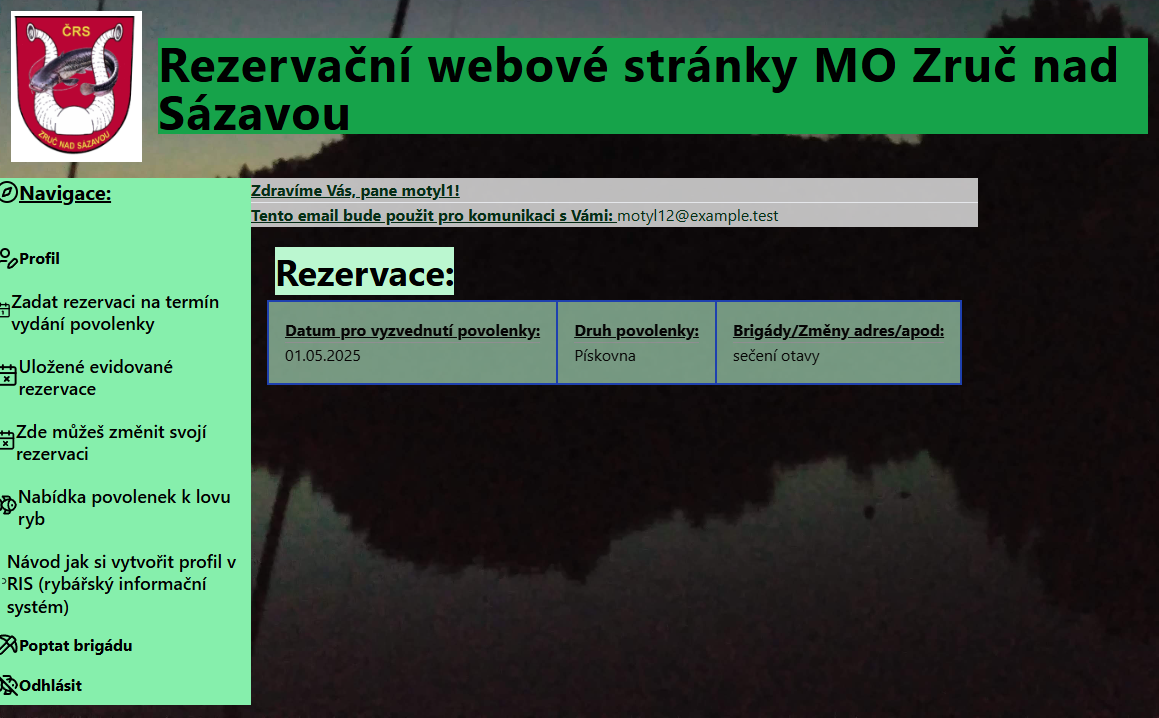 ČRS
ZRUČ NAD SÁZAVOU
Rezervační webové stránky MO Zruč nad
Sázavou
Navigace:
Profil
Zadat rezervaci na termín
vydání povolenky
Uložené evidované
rezervace
Zde můžeš změnit svojí
rezervaci
Nabídka povolenek k lovu
ryb
Návod jak si vytvořit profil v
RIS (rybářský informační
systém)
Poptat brigádu
Odhlásit
Zdravíme Vás, pane motyl1!
Tento email bude použit pro komunikaci s Vámi: motyl12@example.test
Rezervace:
Datum pro vyzvednutí povolenky: Druh povolenky: Brigády/Změny adres/apod:
01.05.2025 Pískovna sečení otavy